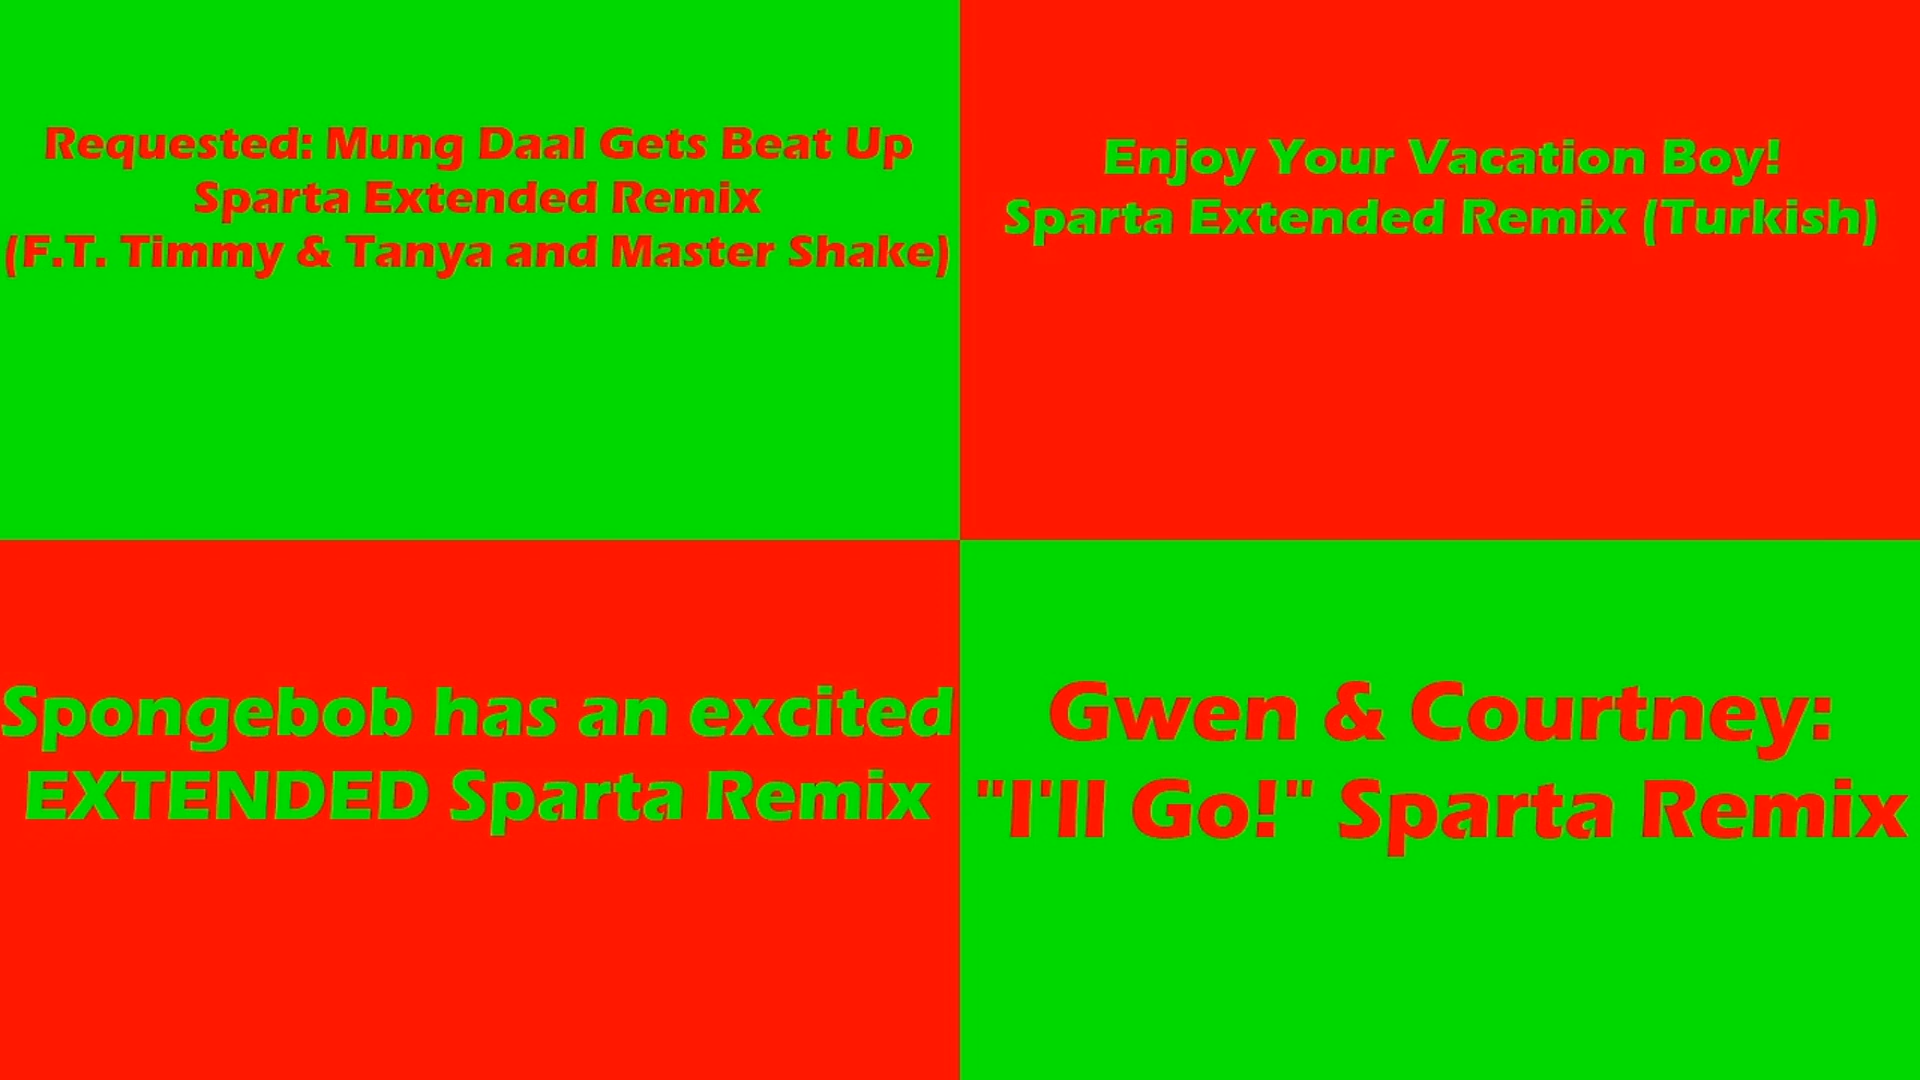 Requested: Mung Daal Gets Beat Up
Sparta Extended Remix
(F.T. Timmy & Tanya and Master Shake)
Enjoy Your Vacation Boy!
Sparta Extended Remix (Turkish)
Spongebob has an excited
EXTENDED Sparta Remix
Gwen & Courtney:
"I'll Go!" Sparta Remix